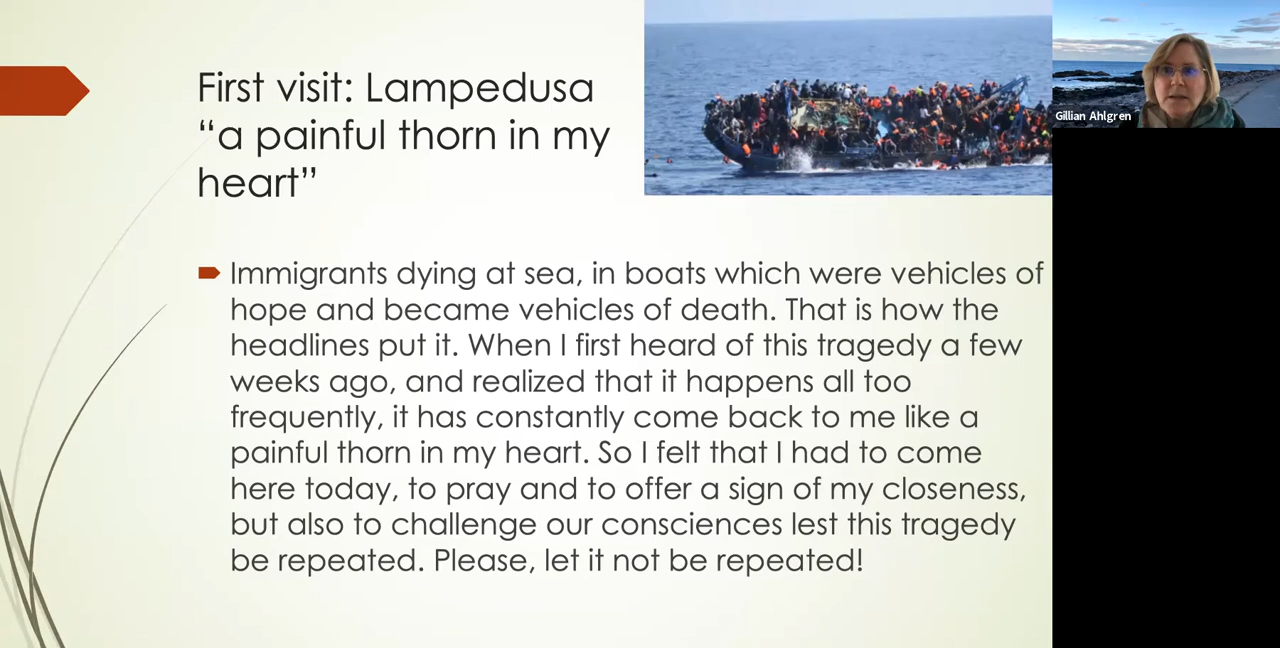 First visit: Lampedusa
“a painful thorn in my
heart”
Gillian Ahlgren
Immigrants dying at sea, in boats which were vehicles of
hope and became vehicles of death. That is how the
headlines put it. When I first heard of this tragedy a few
weeks ago, and realized that it happens all too
frequently, it has constantly come back to me like a
painful thorn in my heart. So I felt that I had to come
here today, to pray and to offer a sign of my closeness,
but also to challenge our consciences lest this tragedy
be repeated. Please, let it not be repeated!